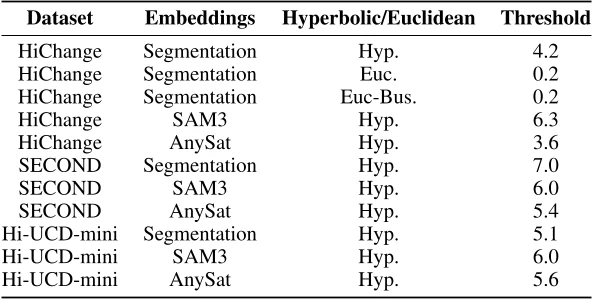 Dataset Embeddings Hyperbolic/Euclidean Threshold
HiChange Segmentation Hyp. 4.2
HiChange Segmentation Euc. 0.2
HiChange Segmentation Euc-Bus. 0.2
HiChange SAM3 Hyp. 6.3
HiChange AnySat Hyp. 3.6
SECOND Segmentation Hyp. 7.0
SECOND SAM3 Hyp. 6.0
SECOND AnySat Hyp. 5.4
Hi-UCD-mini Segmentation Hyp. 5.1
Hi-UCD-mini SAM3 Hyp. 6.0
Hi-UCD-mini AnySat Hyp. 5.6